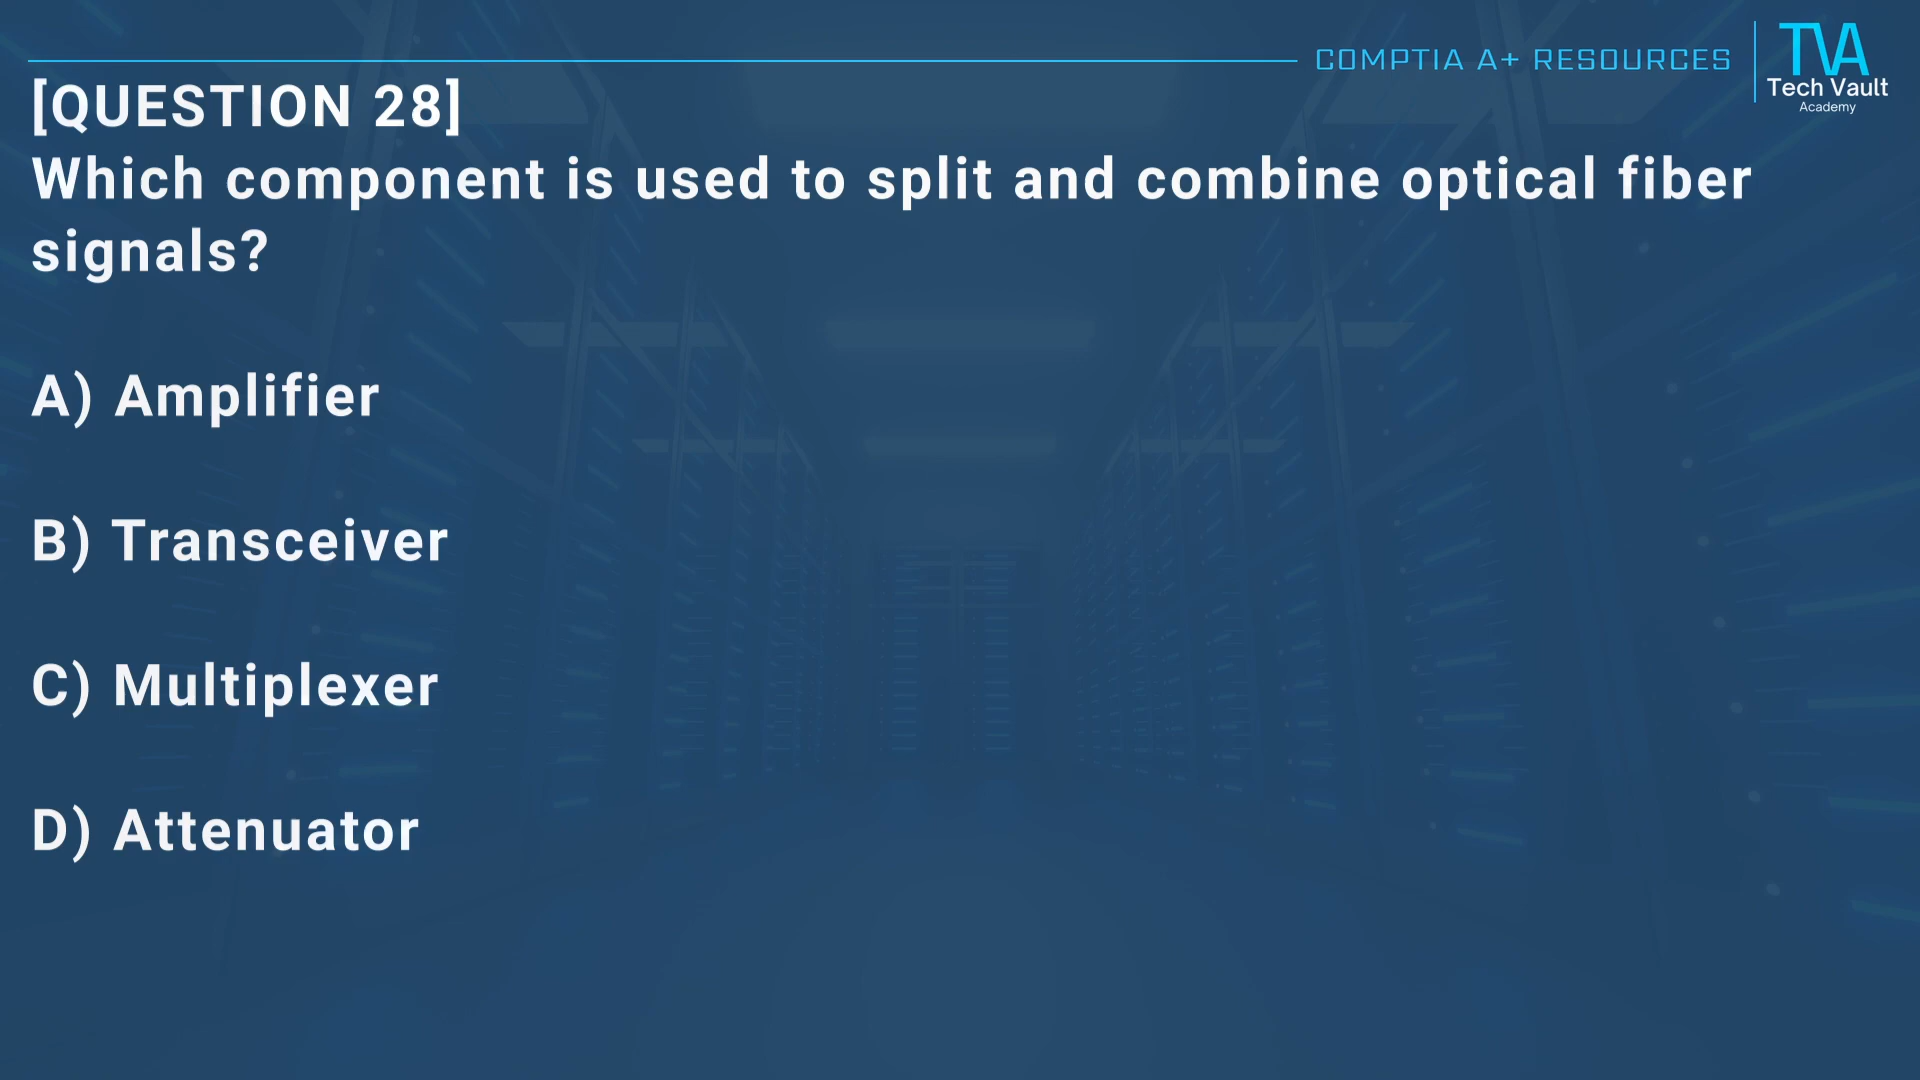 COMPTIA A+ RESOURCES
TVA
Tech Vault
Academy
[QUESTION 28]
Which component is used to split and combine optical fiber
signals?
A) Amplifier
B) Transceiver
C) Multiplexer
D) Attenuator